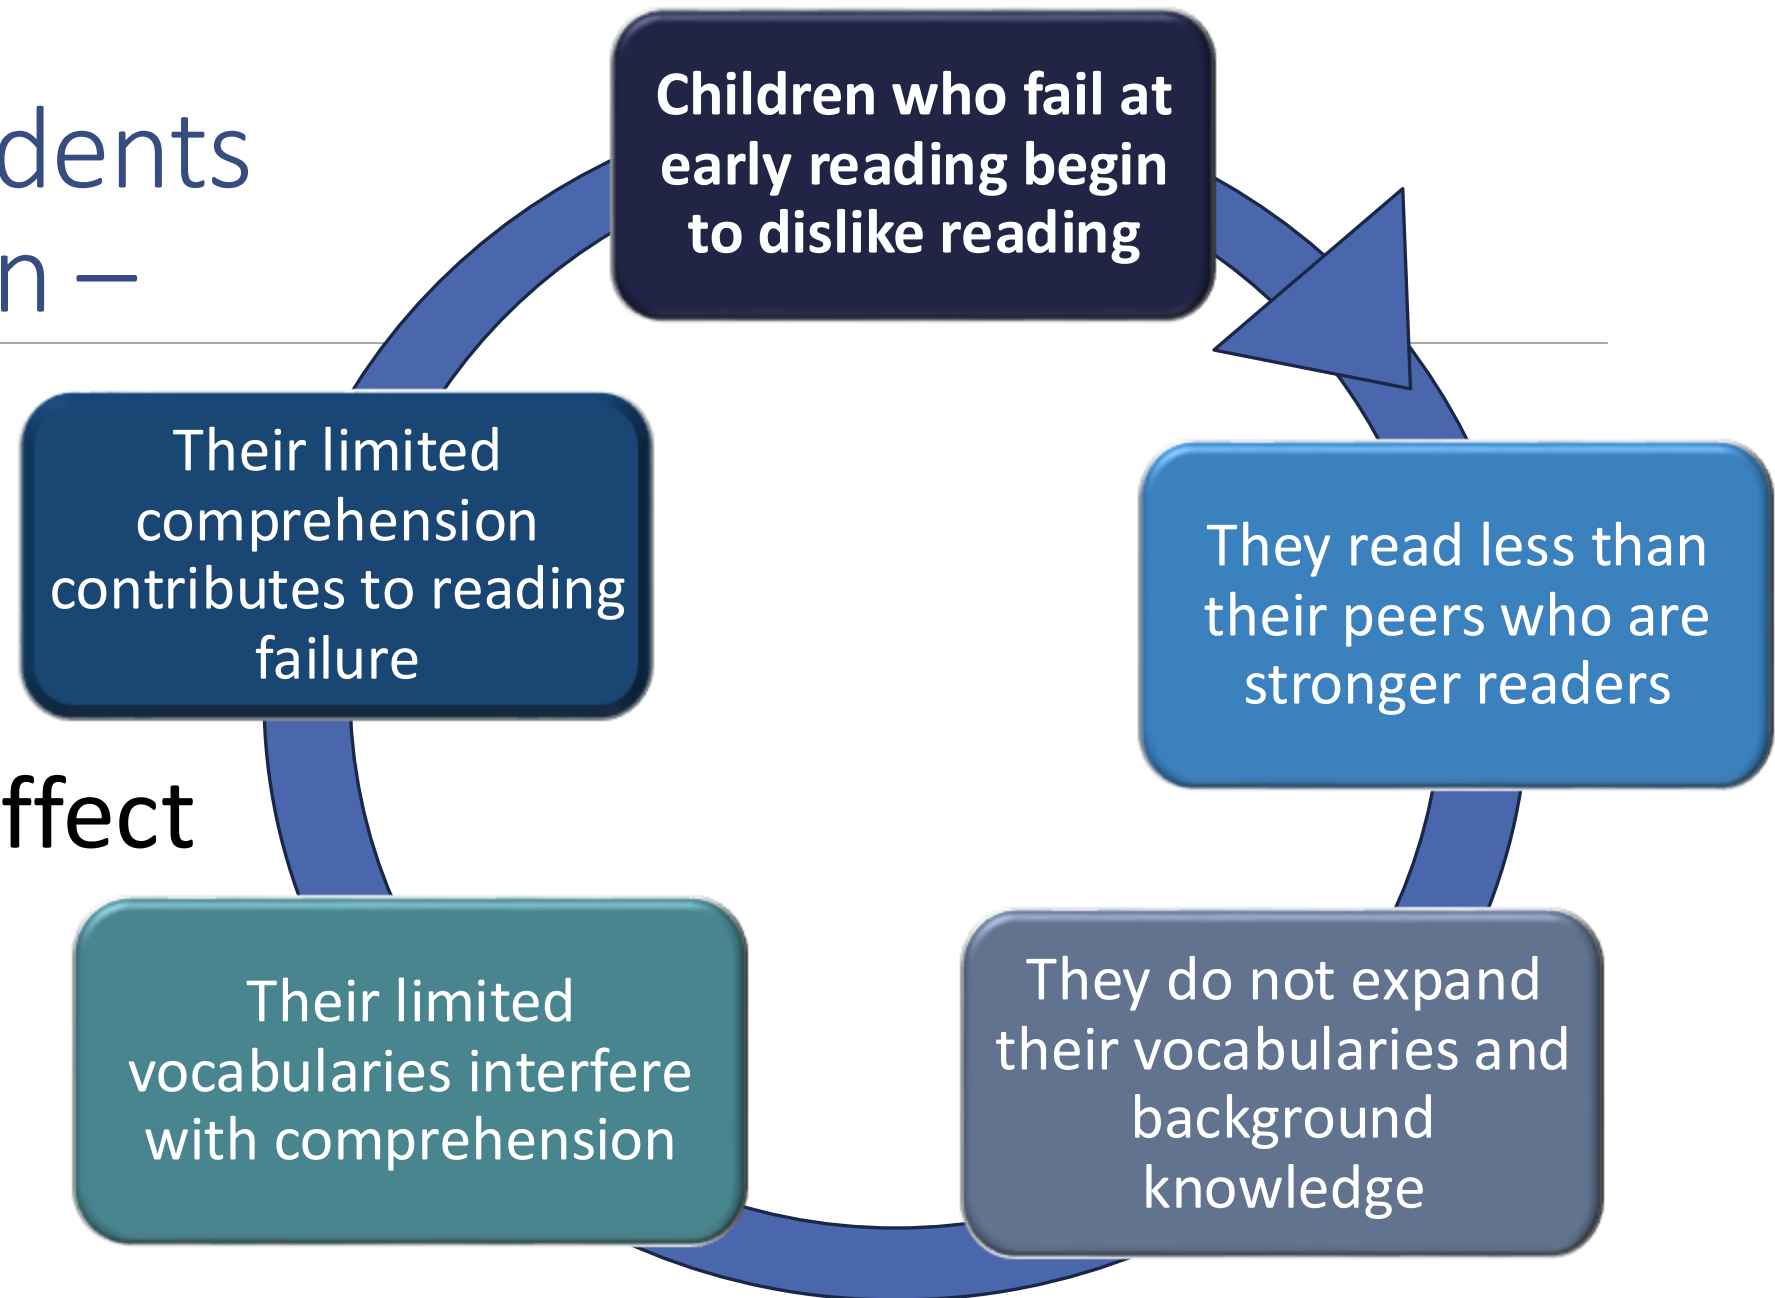 dents
n –
Children who fail at
early reading begin
to dislike reading
They read less than
their peers who are
stronger readers
They do not expand
their vocabularies and
background
knowledge
Their limited
vocabularies interfere
with comprehension
Their limited
comprehension
contributes to reading
failure
ffect